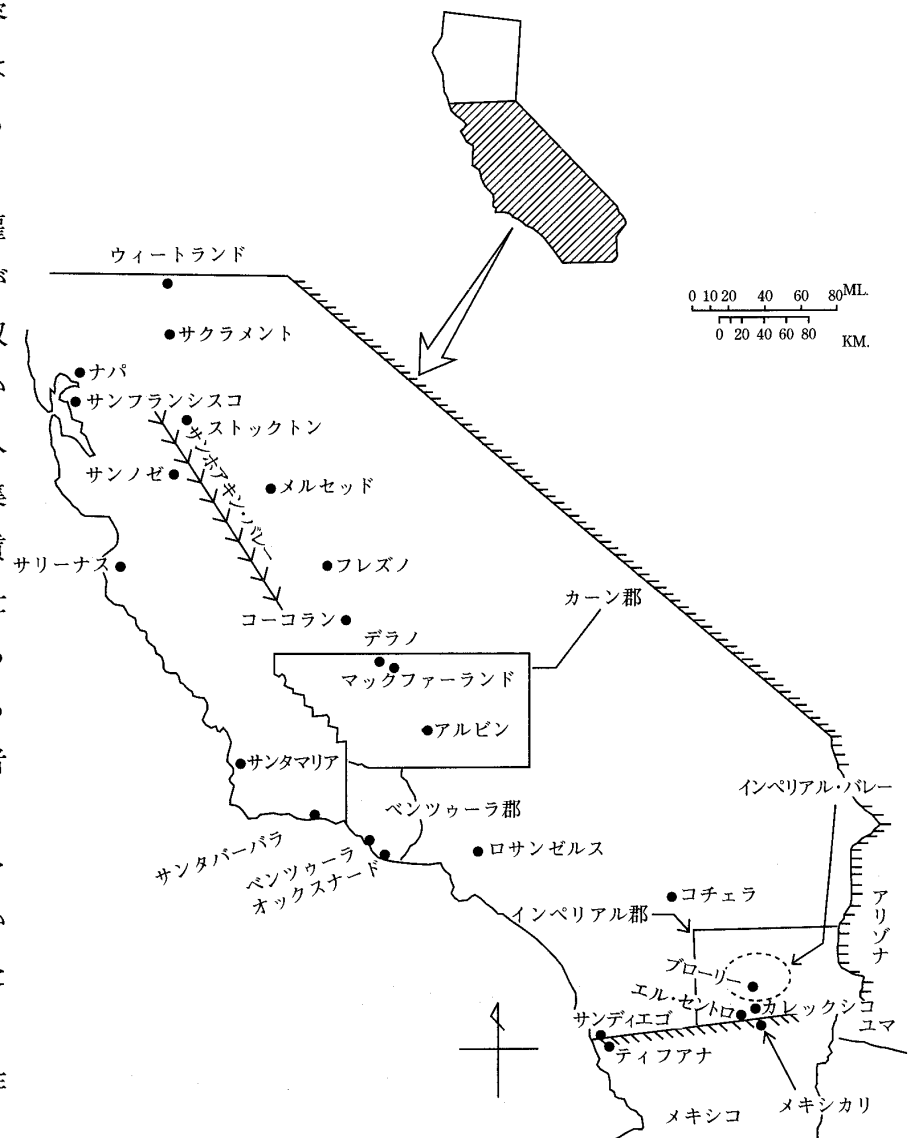 ウィートランド
サクラメント
0 10 20 40 60 80 ML.
0 20 40 60 80 KM.
ナパ
サンフランシスコ
ストックトン
サンホアキン・バレー
サンノゼ
メルセッド
サリーナス
フレズノ
コーコラン
カーン郡
デラノ
マックファーランド
アルビン
サンタマリア
インペリアル・バレー
ベンツゥーラ郡
サンタバーバラ
ベンツゥーラ
オックスナード
ロサンゼルス
コチェラ
アリゾナ
インペリアル郡
ブローリー
エル・セントロ
カレックシコ
サンディエゴ
ユマ
ティファナ
メキシコ
メキシカリ